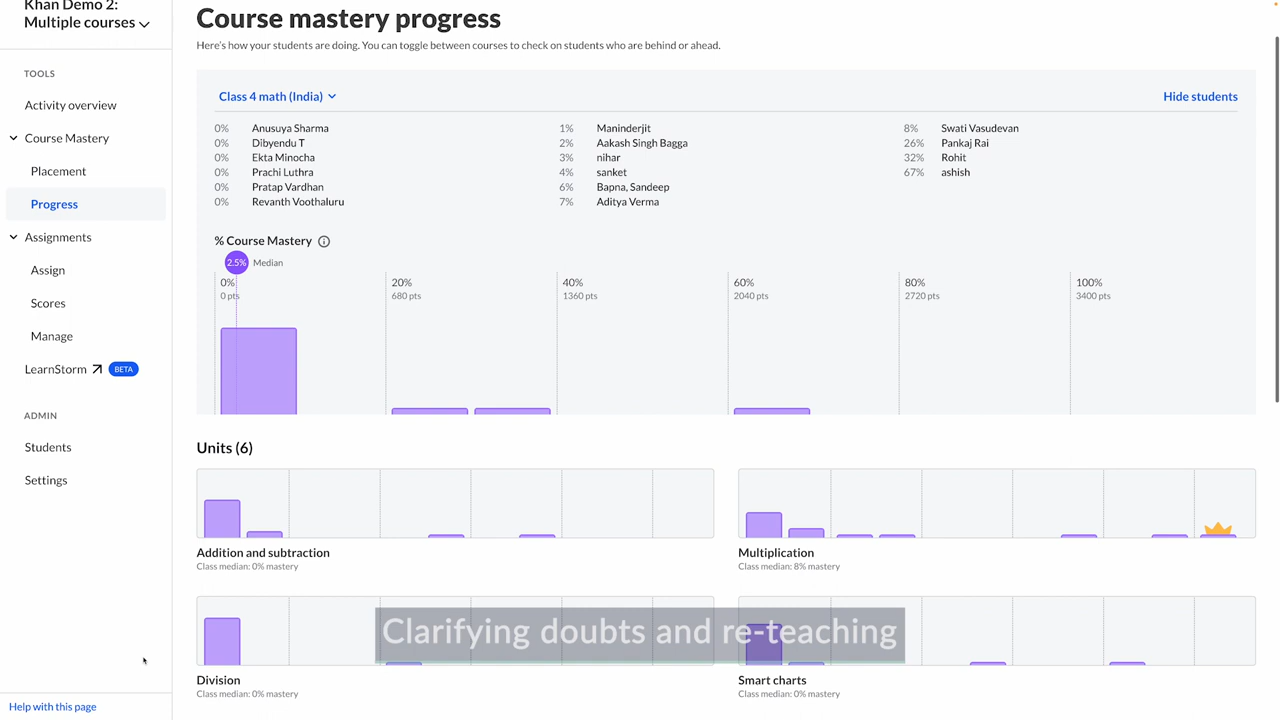 Khan Demo 2:
Multiple courses
TOOLS
Activity overview
Course Mastery
Placement
Progress
Assignments
Assign
Scores
Manage
LearnStorm BETA
ADMIN
Students
Settings
Help with this page
Course mastery progress
Here's how your students are doing. You can toggle between courses to check on students who are behind or ahead.
Class 4 math (India)
Hide students
0% Anusuya Sharma
0% Dibyendu T
0% Ekta Minocha
0% Prachi Luthra
0% Pratap Vardhan
0% Revanth Voothaluru
1% Maninderjit
2% Aakash Singh Bagga
3% nihar
4% sanket
6% Bapna, Sandeep
7% Aditya Verma
8% Swati Vasudevan
26% Pankaj Rai
32% Rohit
67% ashish
% Course Mastery
2.5% Median
0% 20% 40% 60% 80% 100%
0 pts 680 pts 1360 pts 2040 pts 2720 pts 3400 pts
Units (6)
Addition and subtraction
Class median: 0% mastery
Multiplication
Class median: 8% mastery
Clarifying doubts and re-teaching
Division
Class median: 0% mastery
Smart charts
Class median: 0% mastery